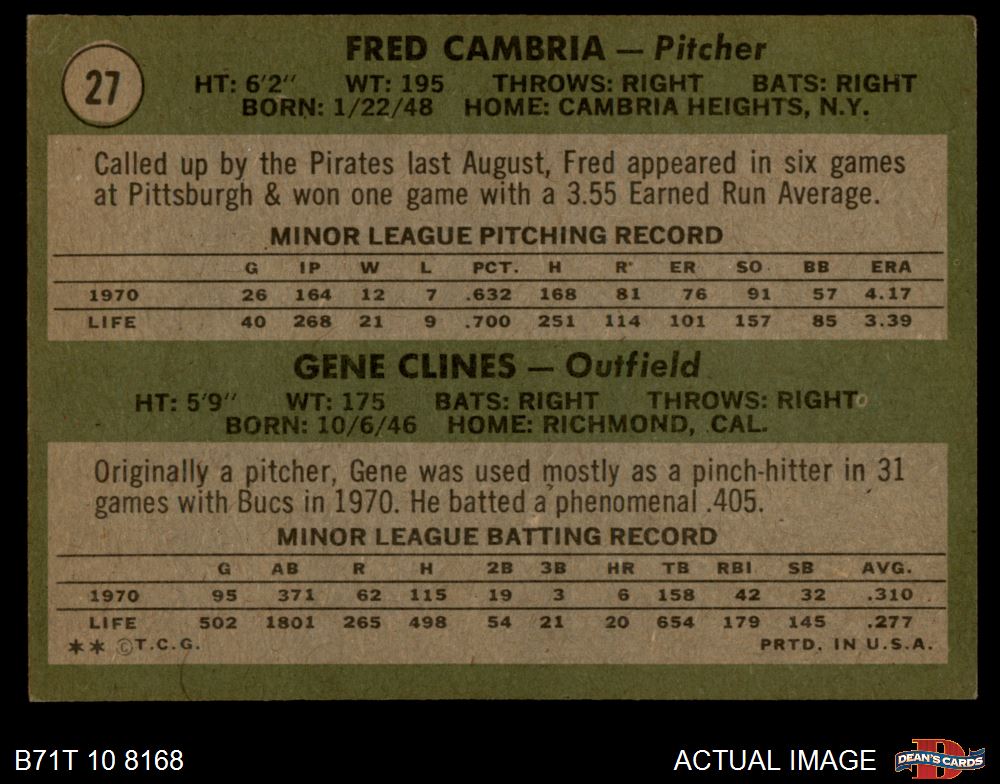 27
FRED CAMBRIA — Pitcher
HT: 6'2" WT: 195 THROWS: RIGHT BATS: RIGHT
BORN: 1/22/48 HOME: CAMBRIA HEIGHTS, N.Y.
Called up by the Pirates last August, Fred appeared in six games
at Pittsburgh & won one game with a 3.55 Earned Run Average.
MINOR LEAGUE PITCHING RECORD
G IP W L PCT. H R ER SO BB ERA
1970 26 164 12 7 .632 168 81 76 91 57 4.17
LIFE 40 268 21 9 .700 251 114 101 157 85 3.39
GENE CLINES — Outfield
HT: 5'9" WT: 175 BATS: RIGHT THROWS: RIGHT
BORN: 10/6/46 HOME: RICHMOND, CAL.
Originally a pitcher, Gene was used mostly as a pinch-hitter in 31
games with Bucs in 1970. He batted a phenomenal .405.
MINOR LEAGUE BATTING RECORD
G AB R H 2B 3B HR TB RBI SB AVG.
1970 95 371 62 115 19 3 6 158 42 32 .310
LIFE 502 1801 265 498 54 21 20 654 179 145 .277
** ©T.C.G. PRTD. IN U.S.A.
B71T 10 8168 ACTUAL IMAGE D DEAN'S CARDS